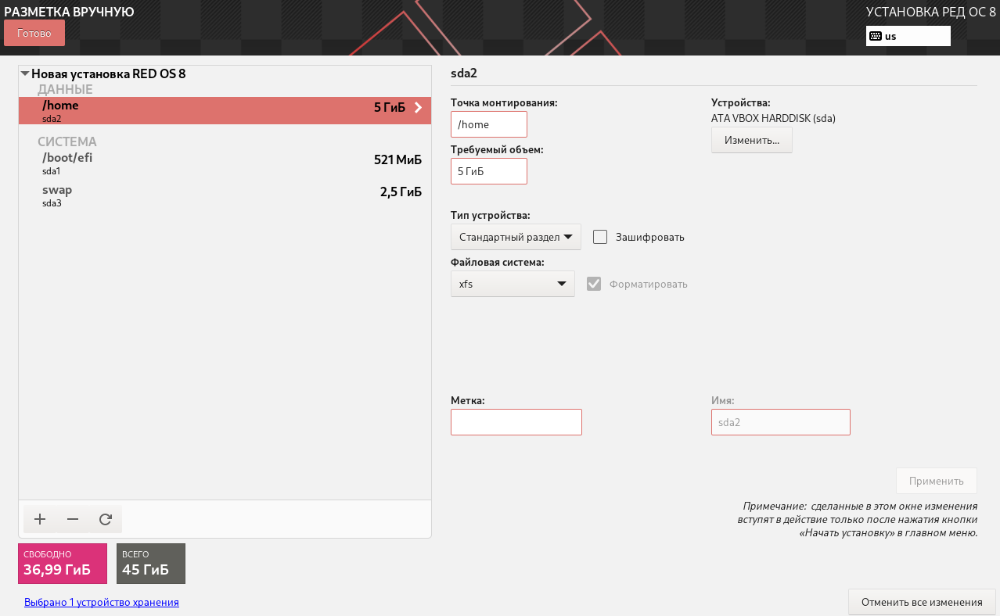 РАЗМЕТКА ВРУЧНУЮ
УСТАНОВКА РЕД ОС 8
Готово
us
Новая установка RED OS 8
ДАННЫЕ
/home
5 ГиБ
sda2
СИСТЕМА
/boot/efi
521 МиБ
sda1
swap
2,5 ГиБ
sda3
СВОБОДНО
36,99 ГиБ
ВСЕГО
45 ГиБ
Выбрано 1 устройство хранения
sda2
Точка монтирования:
/home
Требуемый объем:
5 ГиБ
Устройства:
ATA VBOX HARDDISK (sda)
Изменить...
Тип устройства:
Стандартный раздел
Зашифровать
Файловая система:
xfs
Форматировать
Метка:
Имя:
sda2
Применить
Примечание: сделанные в этом окне изменения
вступят в действие только после нажатия кнопки
«Начать установку» в главном меню.
Отменить все изменения